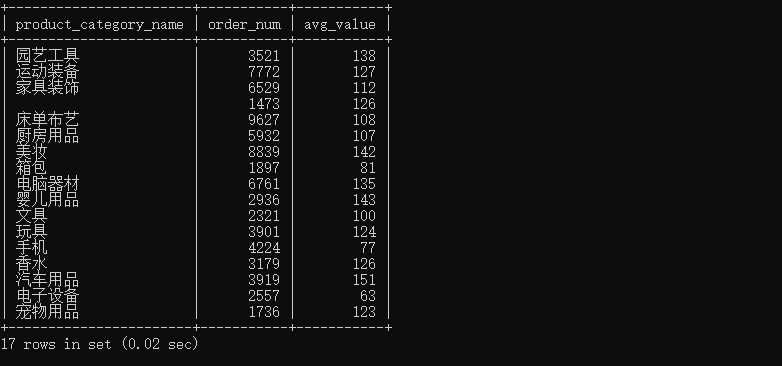 +-----------------------+-----------+-----------+
| product_category_name | order_num | avg_value |
+-----------------------+-----------+-----------+
| 园艺工具 | 3521 | 138 |
| 运动装备 | 7772 | 127 |
| 家具装饰 | 6529 | 112 |
| | 1473 | 126 |
| 床单布艺 | 9627 | 108 |
| 厨房用品 | 5932 | 107 |
| 美妆 | 8839 | 142 |
| 箱包 | 1897 | 81 |
| 电脑器材 | 6761 | 135 |
| 婴儿用品 | 2936 | 143 |
| 文具 | 2321 | 100 |
| 玩具 | 3901 | 124 |
| 手机 | 4224 | 77 |
| 香水 | 3179 | 126 |
| 汽车用品 | 3919 | 151 |
| 电子设备 | 2557 | 63 |
| 宠物用品 | 1736 | 123 |
+-----------------------+-----------+-----------+
17 rows in set (0.02 sec)